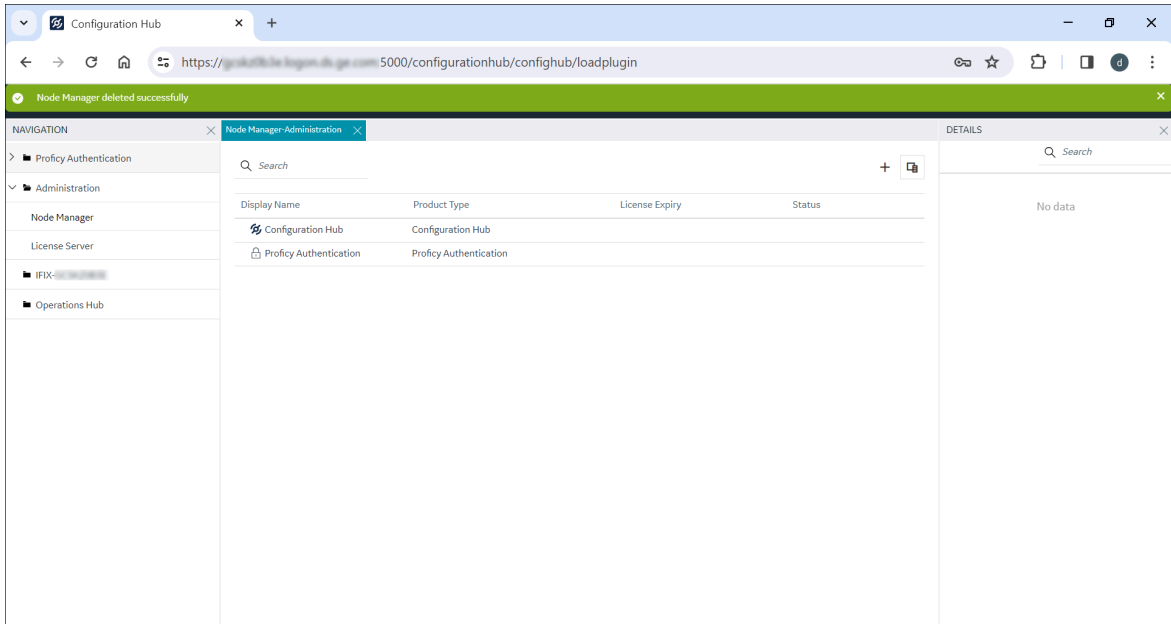 Configuration Hub
https:// 5000/configurationhub/confighub/loadplugin
d
Node Manager deleted successfully
NAVIGATION
Node Manager-Administration
DETAILS
Proficy Authentication
Search
Search
Administration
Node Manager
License Server
IFIX-
Operations Hub
Display Name Product Type License Expiry Status
Configuration Hub Configuration Hub
Proficy Authentication Proficy Authentication
No data